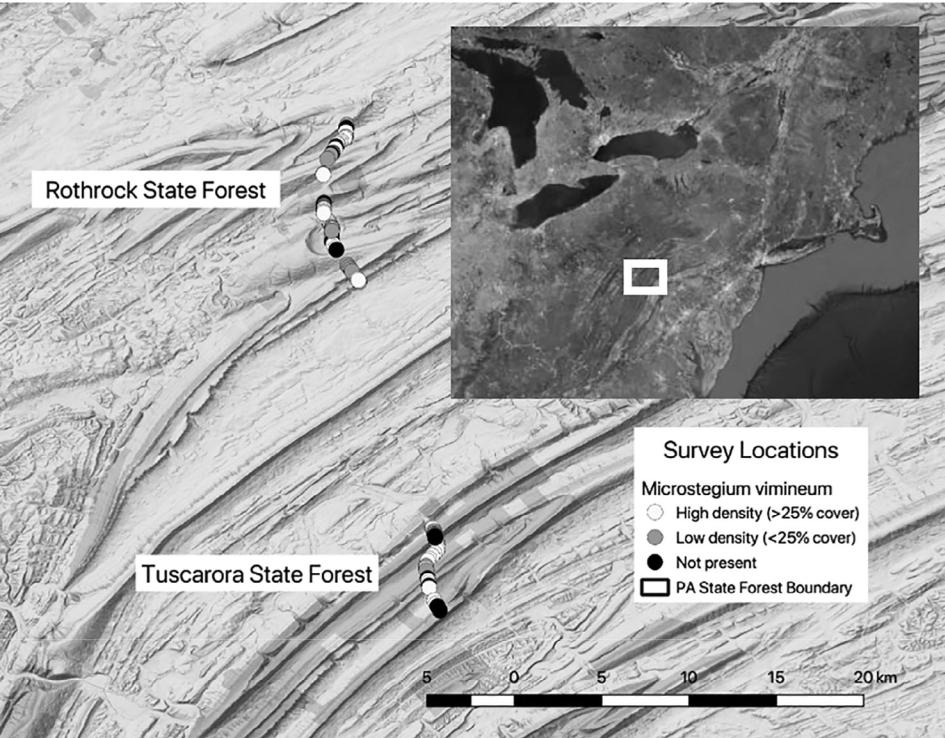 Rothrock State Forest
Survey Locations
Microstegium vimineum
High density (>25% cover)
Low density (<25% cover)
Tuscarora State Forest
Not present
PA State Forest Boundary
5 0 5 10 15 20 km